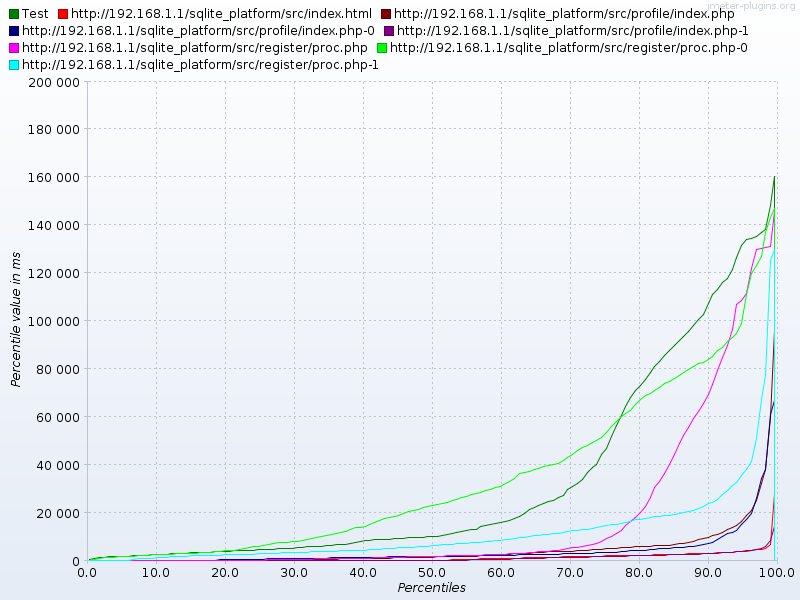 jmeter-plugins.org
Test http://192.168.1.1/sqlite_platform/src/index.html http://192.168.1.1/sqlite_platform/src/profile/index.php
http://192.168.1.1/sqlite_platform/src/profile/index.php-0 http://192.168.1.1/sqlite_platform/src/profile/index.php-1
http://192.168.1.1/sqlite_platform/src/register/proc.php http://192.168.1.1/sqlite_platform/src/register/proc.php-0
http://192.168.1.1/sqlite_platform/src/register/proc.php-1
200 000
180 000
160 000
140 000
120 000
100 000
80 000
60 000
40 000
20 000
0
Percentile value in ms
0.0 10.0 20.0 30.0 40.0 50.0 60.0 70.0 80.0 90.0 100.0
Percentiles